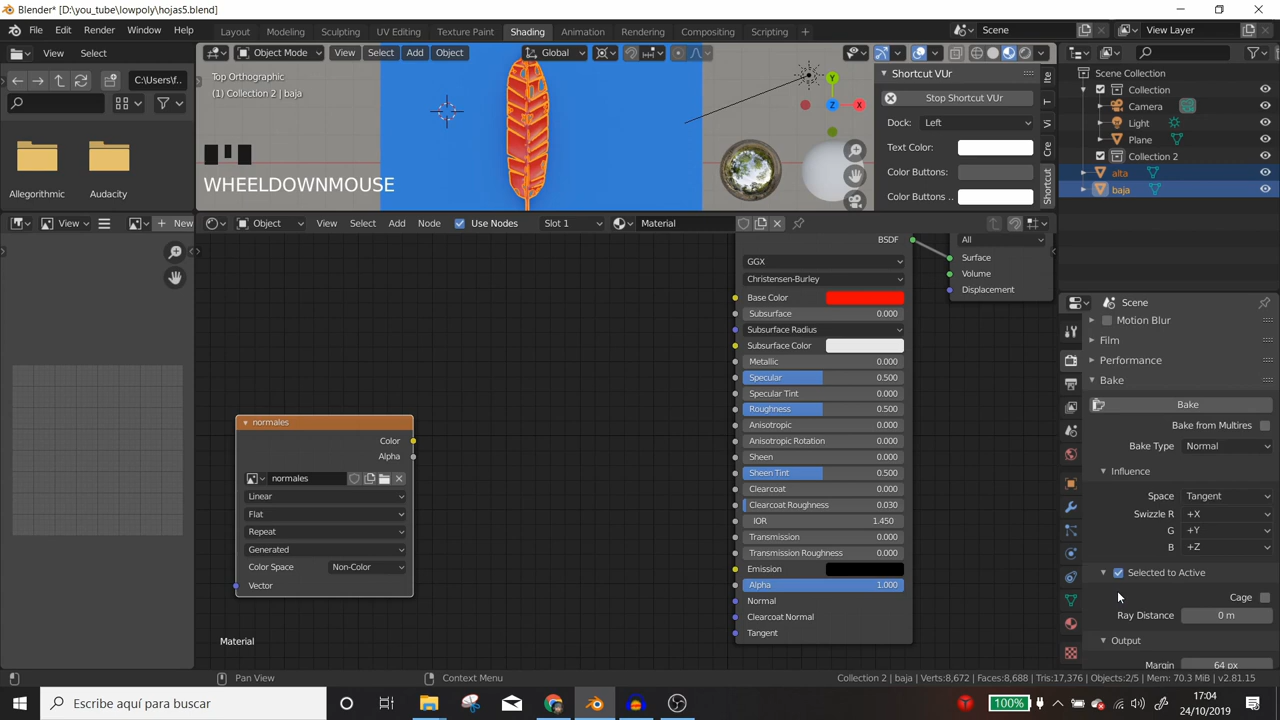 Blender* [D:\you_tube\lowpoly\hojas5.blend]
File Edit Render Window Help Layout Modeling Sculpting UV Editing Texture Paint Shading Animation Rendering Compositing Scripting + Scene View Layer
View Select Object Mode View Select Add Object Global
C:\Users\f...
Top Orthographic
(1) Collection 2 | baja
Y
X
Z
Shortcut VUr
Stop Shortcut VUr
Dock: Left
Text Color:
Color Buttons:
Color Buttons ..
Ite
T
Vi
Cre
Shortcut
Scene Collection
Collection
Camera
Light
Plane
Collection 2
alta
baja
Allegorithmic
Audacity
WHEELDOWNMOUSE
View New Object View Select Add Node Use Nodes Slot 1 Material
BSDF
GGX
Christensen-Burley
Base Color
Subsurface 0.000
Subsurface Radius
Subsurface Color
Metallic 0.000
Specular 0.500
Specular Tint 0.000
Roughness 0.500
Anisotropic 0.000
Anisotropic Rotation 0.000
Sheen 0.000
Sheen Tint 0.500
Clearcoat 0.000
Clearcoat Roughness 0.030
IOR 1.450
Transmission 0.000
Transmission Roughness 0.000
Emission
Alpha 1.000
Normal
Clearcoat Normal
Tangent
All
Surface
Volume
Displacement
normales
Color
Alpha
normales
Linear
Flat
Repeat
Generated
Color Space Non-Color
Vector
Material
Scene
Motion Blur
Film
Performance
Bake
Bake
Bake from Multires
Bake Type Normal
Influence
Space Tangent
Swizzle R +X
G +Y
B +Z
Selected to Active
Cage
Ray Distance 0 m
Output
Margin 64 px
Pan View Context Menu Collection 2 | baja | Verts:8,672 | Faces:8,688 | Tris:17,376 | Objects:2/5 | Mem: 70.3 MiB | v2.81.15
Escribe aquí para buscar
100%
ESP
17:04
24/10/2019